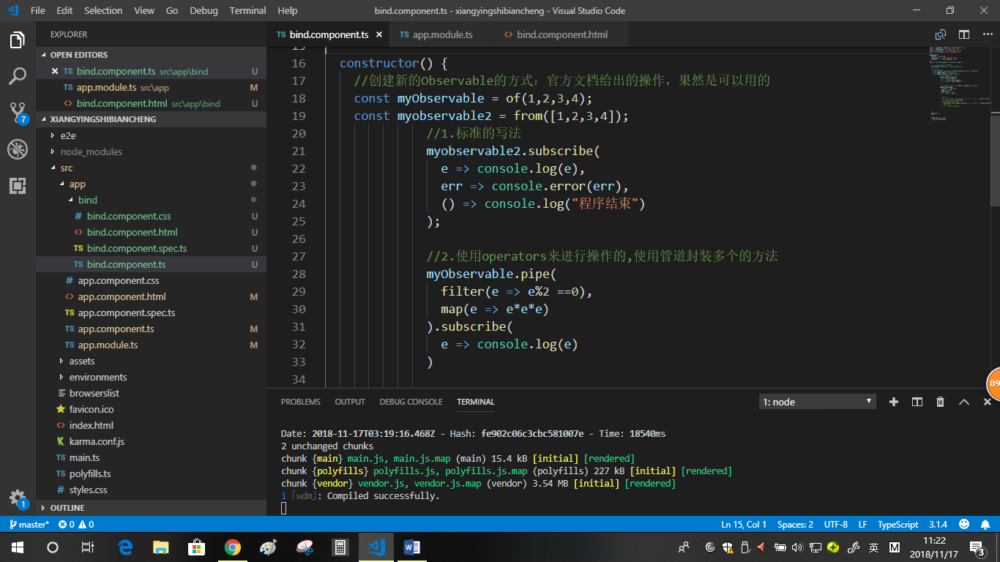 File Edit Selection View Go Debug Terminal Help
bind.component.ts - xiangyingshibiancheng - Visual Studio Code
EXPLORER
OPEN EDITORS
TS bind.component.ts src\app\bind U
TS app.module.ts src\app M
<> bind.component.html src\app\bind U
XIANGYINGSHIBIANCHENG
e2e
node_modules
src
app
bind
# bind.component.css U
<> bind.component.html U
TS bind.component.spec.ts U
TS bind.component.ts U
# app.component.css
<> app.component.html M
TS app.component.spec.ts
TS app.component.ts M
TS app.module.ts M
assets
environments
browserslist
favicon.ico
<> index.html
karma.conf.js
TS main.ts
TS polyfills.ts
# styles.css
OUTLINE
7
1
TS bind.component.ts
TS app.module.ts
<> bind.component.html
15
16 constructor() {
17 //创建新的Observable的方式：官方文档给出的操作，果然是可以用的
18 const myObservable = of(1,2,3,4);
19 const myobservable2 = from([1,2,3,4]);
20 //1.标准的写法
21 myobservable2.subscribe(
22 e => console.log(e),
23 err => console.error(err),
24 () => console.log("程序结束")
25 );
26
27 //2.使用operators来进行操作的,使用管道封装多个的方法
28 myObservable.pipe(
29 filter(e => e%2 ==0),
30 map(e => e*e*e)
31 ).subscribe(
32 e => console.log(e)
33 )
34
89
PROBLEMS OUTPUT DEBUG CONSOLE TERMINAL
1: node
Date: 2018-11-17T03:19:16.468Z - Hash: fe902c06c3cbc581007e - Time: 18540ms
2 unchanged chunks
chunk {main} main.js, main.js.map (main) 15.4 kB [initial] [rendered]
chunk {polyfills} polyfills.js, polyfills.js.map (polyfills) 227 kB [initial] [rendered]
chunk {vendor} vendor.js, vendor.js.map (vendor) 3.54 MB [initial] [rendered]
i ｢wdm｣: Compiled successfully.
master* 0 0
Ln 15, Col 1 Spaces: 2 UTF-8 LF TypeScript 3.1.4
英 M
11:22
2018/11/17
3